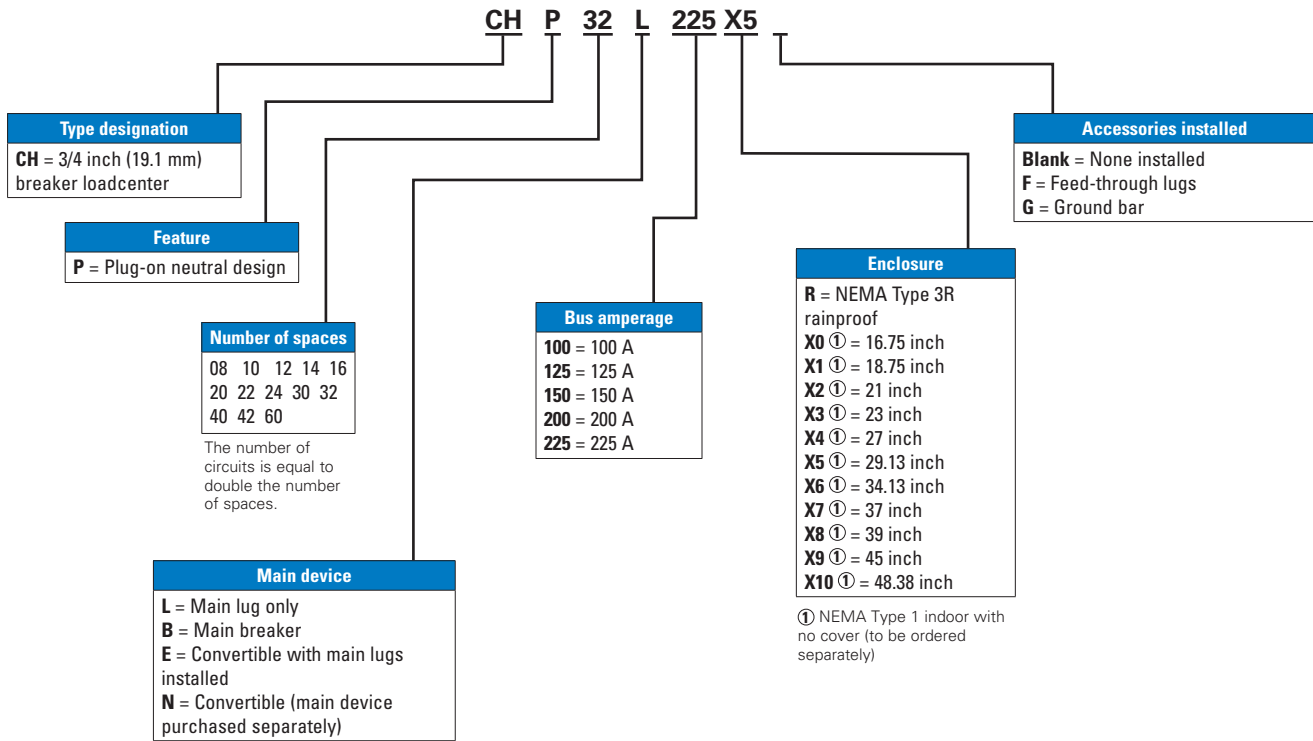 CH P 32 L 225 X5 _
Type designation
CH = 3/4 inch (19.1 mm)
breaker loadcenter
Feature
P = Plug-on neutral design
Number of spaces
08 10 12 14 16
20 22 24 30 32
40 42 60
The number of
circuits is equal to
double the number
of spaces.
Main device
L = Main lug only
B = Main breaker
E = Convertible with main lugs
installed
N = Convertible (main device
purchased separately)
Bus amperage
100 = 100 A
125 = 125 A
150 = 150 A
200 = 200 A
225 = 225 A
Enclosure
R = NEMA Type 3R
rainproof
X0 ① = 16.75 inch
X1 ① = 18.75 inch
X2 ① = 21 inch
X3 ① = 23 inch
X4 ① = 27 inch
X5 ① = 29.13 inch
X6 ① = 34.13 inch
X7 ① = 37 inch
X8 ① = 39 inch
X9 ① = 45 inch
X10 ① = 48.38 inch
① NEMA Type 1 indoor with
no cover (to be ordered
separately)
Accessories installed
Blank = None installed
F = Feed-through lugs
G = Ground bar